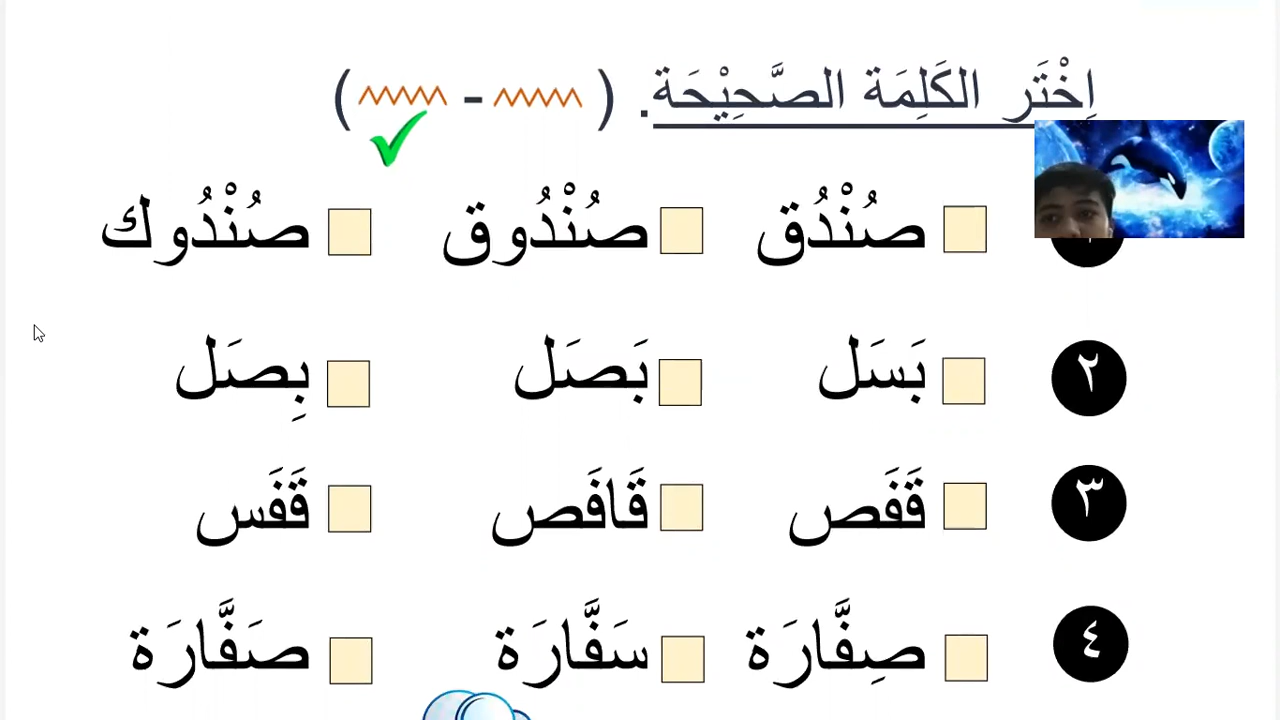 اِخْتَر الكَلِمَة الصَّحِيْحَة. ( - )
صُنْدُق صُنْدُوق صُنْدُوك
٢ بَسَل بَصَل بِصَل
٣ قَفَص قَافَص قَفَس
٤ صِفَّارَة سَفَّارَة صَفَّارَة